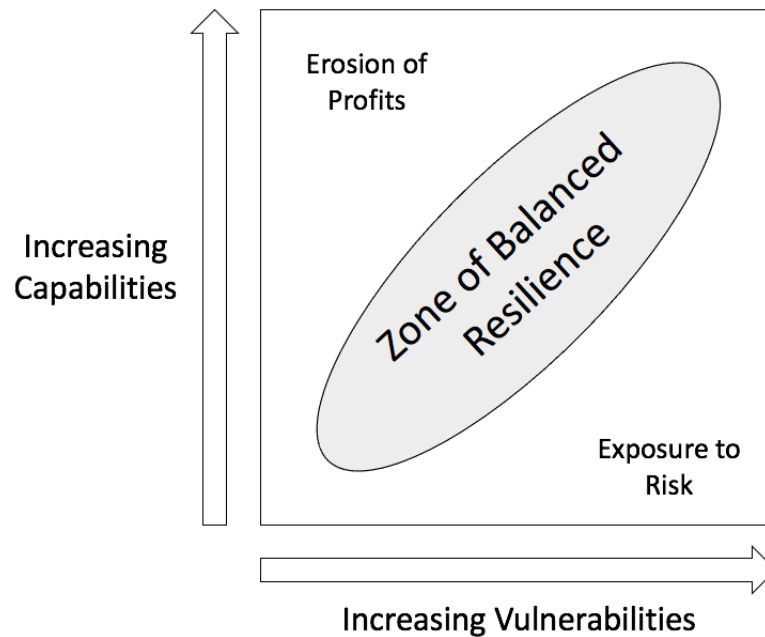 Erosion of
Profits
Zone of Balanced
Resilience
Increasing
Capabilities
Exposure to
Risk
Increasing Vulnerabilities